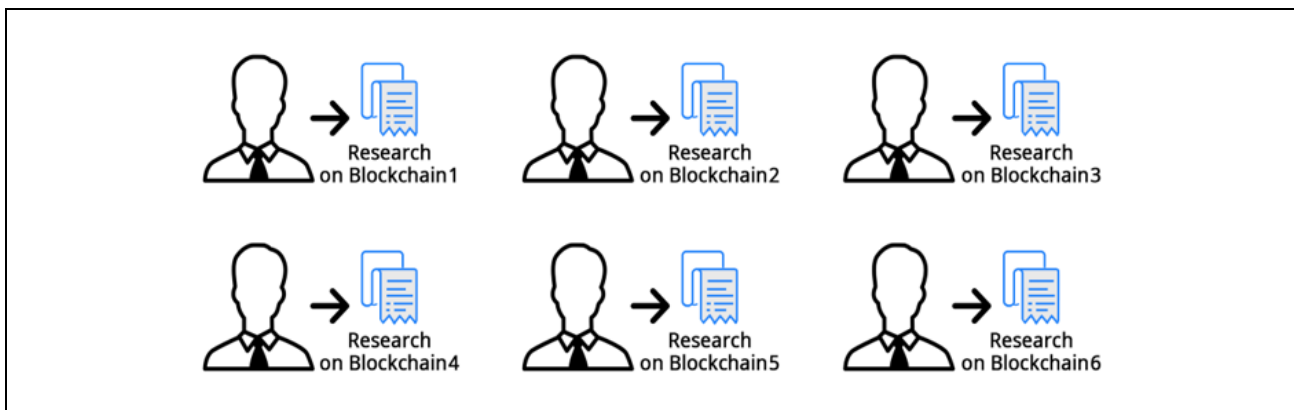 Research
on Blockchain1
Research
on Blockchain2
Research
on Blockchain3
Research
on Blockchain4
Research
on Blockchain5
Research
on Blockchain6